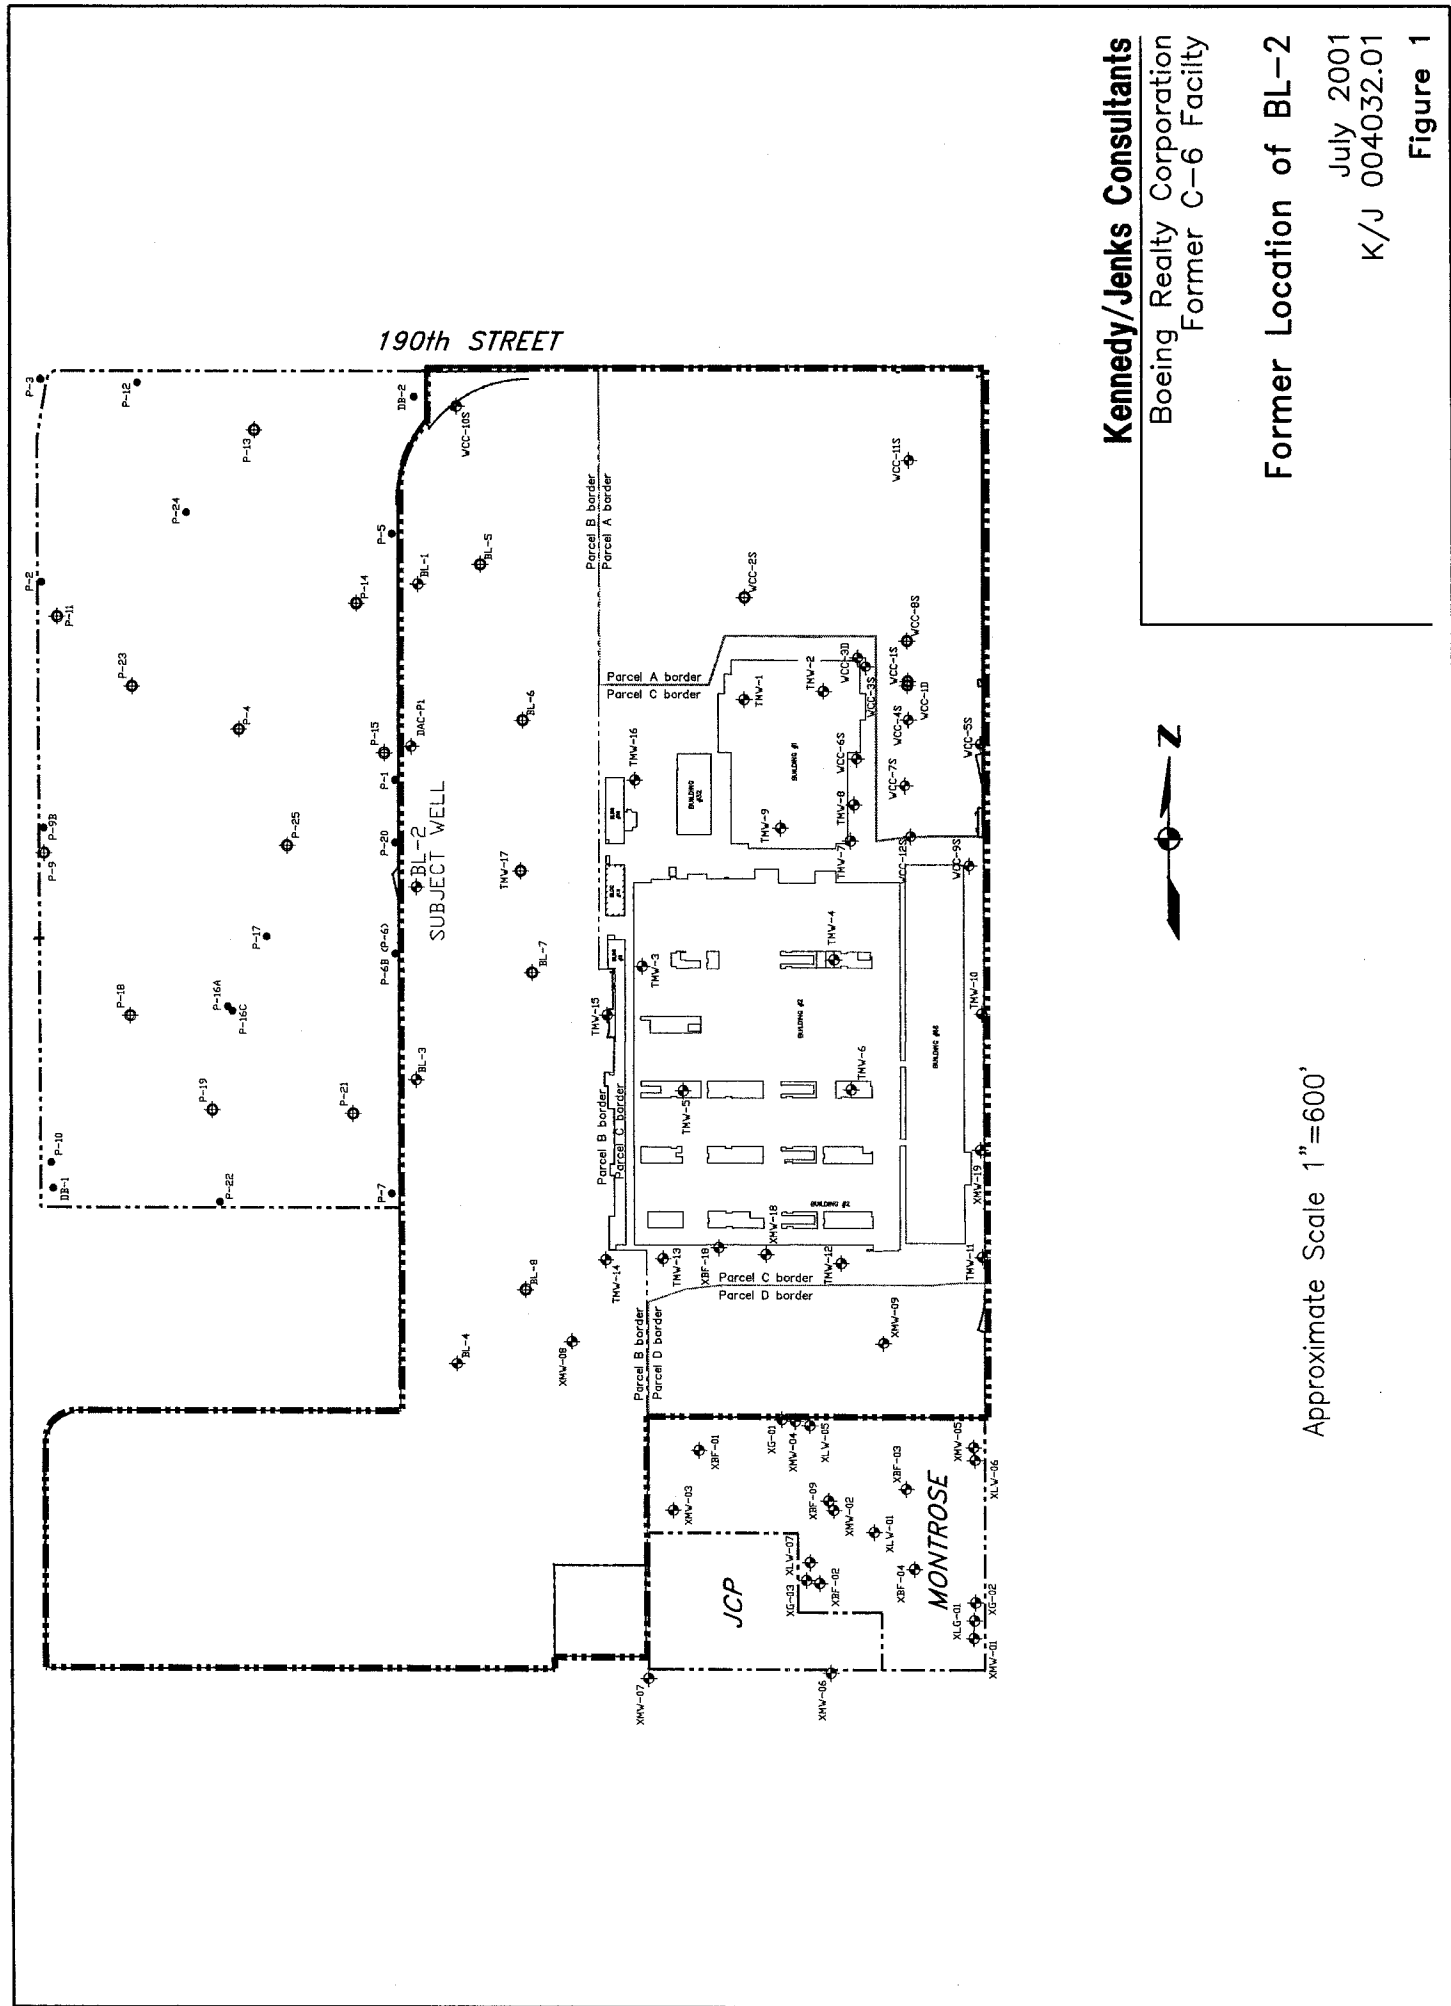 190th STREET
P-3
P-12
DB-2
P-13
WCC-10S
P-24
WCC-11S
P-5
Parcel B border
Parcel A border
P-2
BL-1
BL-5
P-11
P-14
WCC-2S
WCC-8S
P-23
Parcel A border
Parcel C border
TMW-1
TMW-2
WCC-3D
WCC-3S
WCC-1S
WCC-1D
P-4
P-15
DAC-P1
BL-6
WCC-4S
WCC-5S
P-1
TMW-16
BUILDING #1
WCC-6S
WCC-7S
P-9B
P-9
P-25
P-20
BL-2
SUBJECT WELL
TMW-17
TMW-9
TMW-8
TMW-7
WCC-12S
WCC-9S
P-17
P-6B (P-6)
BL-7
TMW-3
TMW-4
P-18
P-16A
P-16C
TMW-15
BUILDING #2
TMW-10
BL-3
P-19
P-21
Parcel B border
Parcel C border
TMW-5
TMW-6
P-10
DB-1
P-22
P-7
BUILDING #2
XMW-19
BL-8
TMW-14
TMW-13
XBF-18
XMW-18
TMW-12
TMW-11
Parcel C border
Parcel D border
BL-4
XMW-08
Parcel B border
Parcel D border
XMW-09
XBF-01
XG-01
XMW-04
XLW-05
XMW-05
XLW-06
XMW-03
XBF-09
XMW-02
XBF-03
XLW-01
XLW-07
XG-03
XBF-02
XBF-04
JCP
MONTROSE
XG-02
XLG-01
XMW-01
XMW-07
XMW-06
Z
Approximate Scale 1"=600'
Kennedy/Jenks Consultants
Boeing Realty Corporation
Former C-6 Facilty
Former Location of BL-2
July 2001
K/J 004032.01
Figure 1